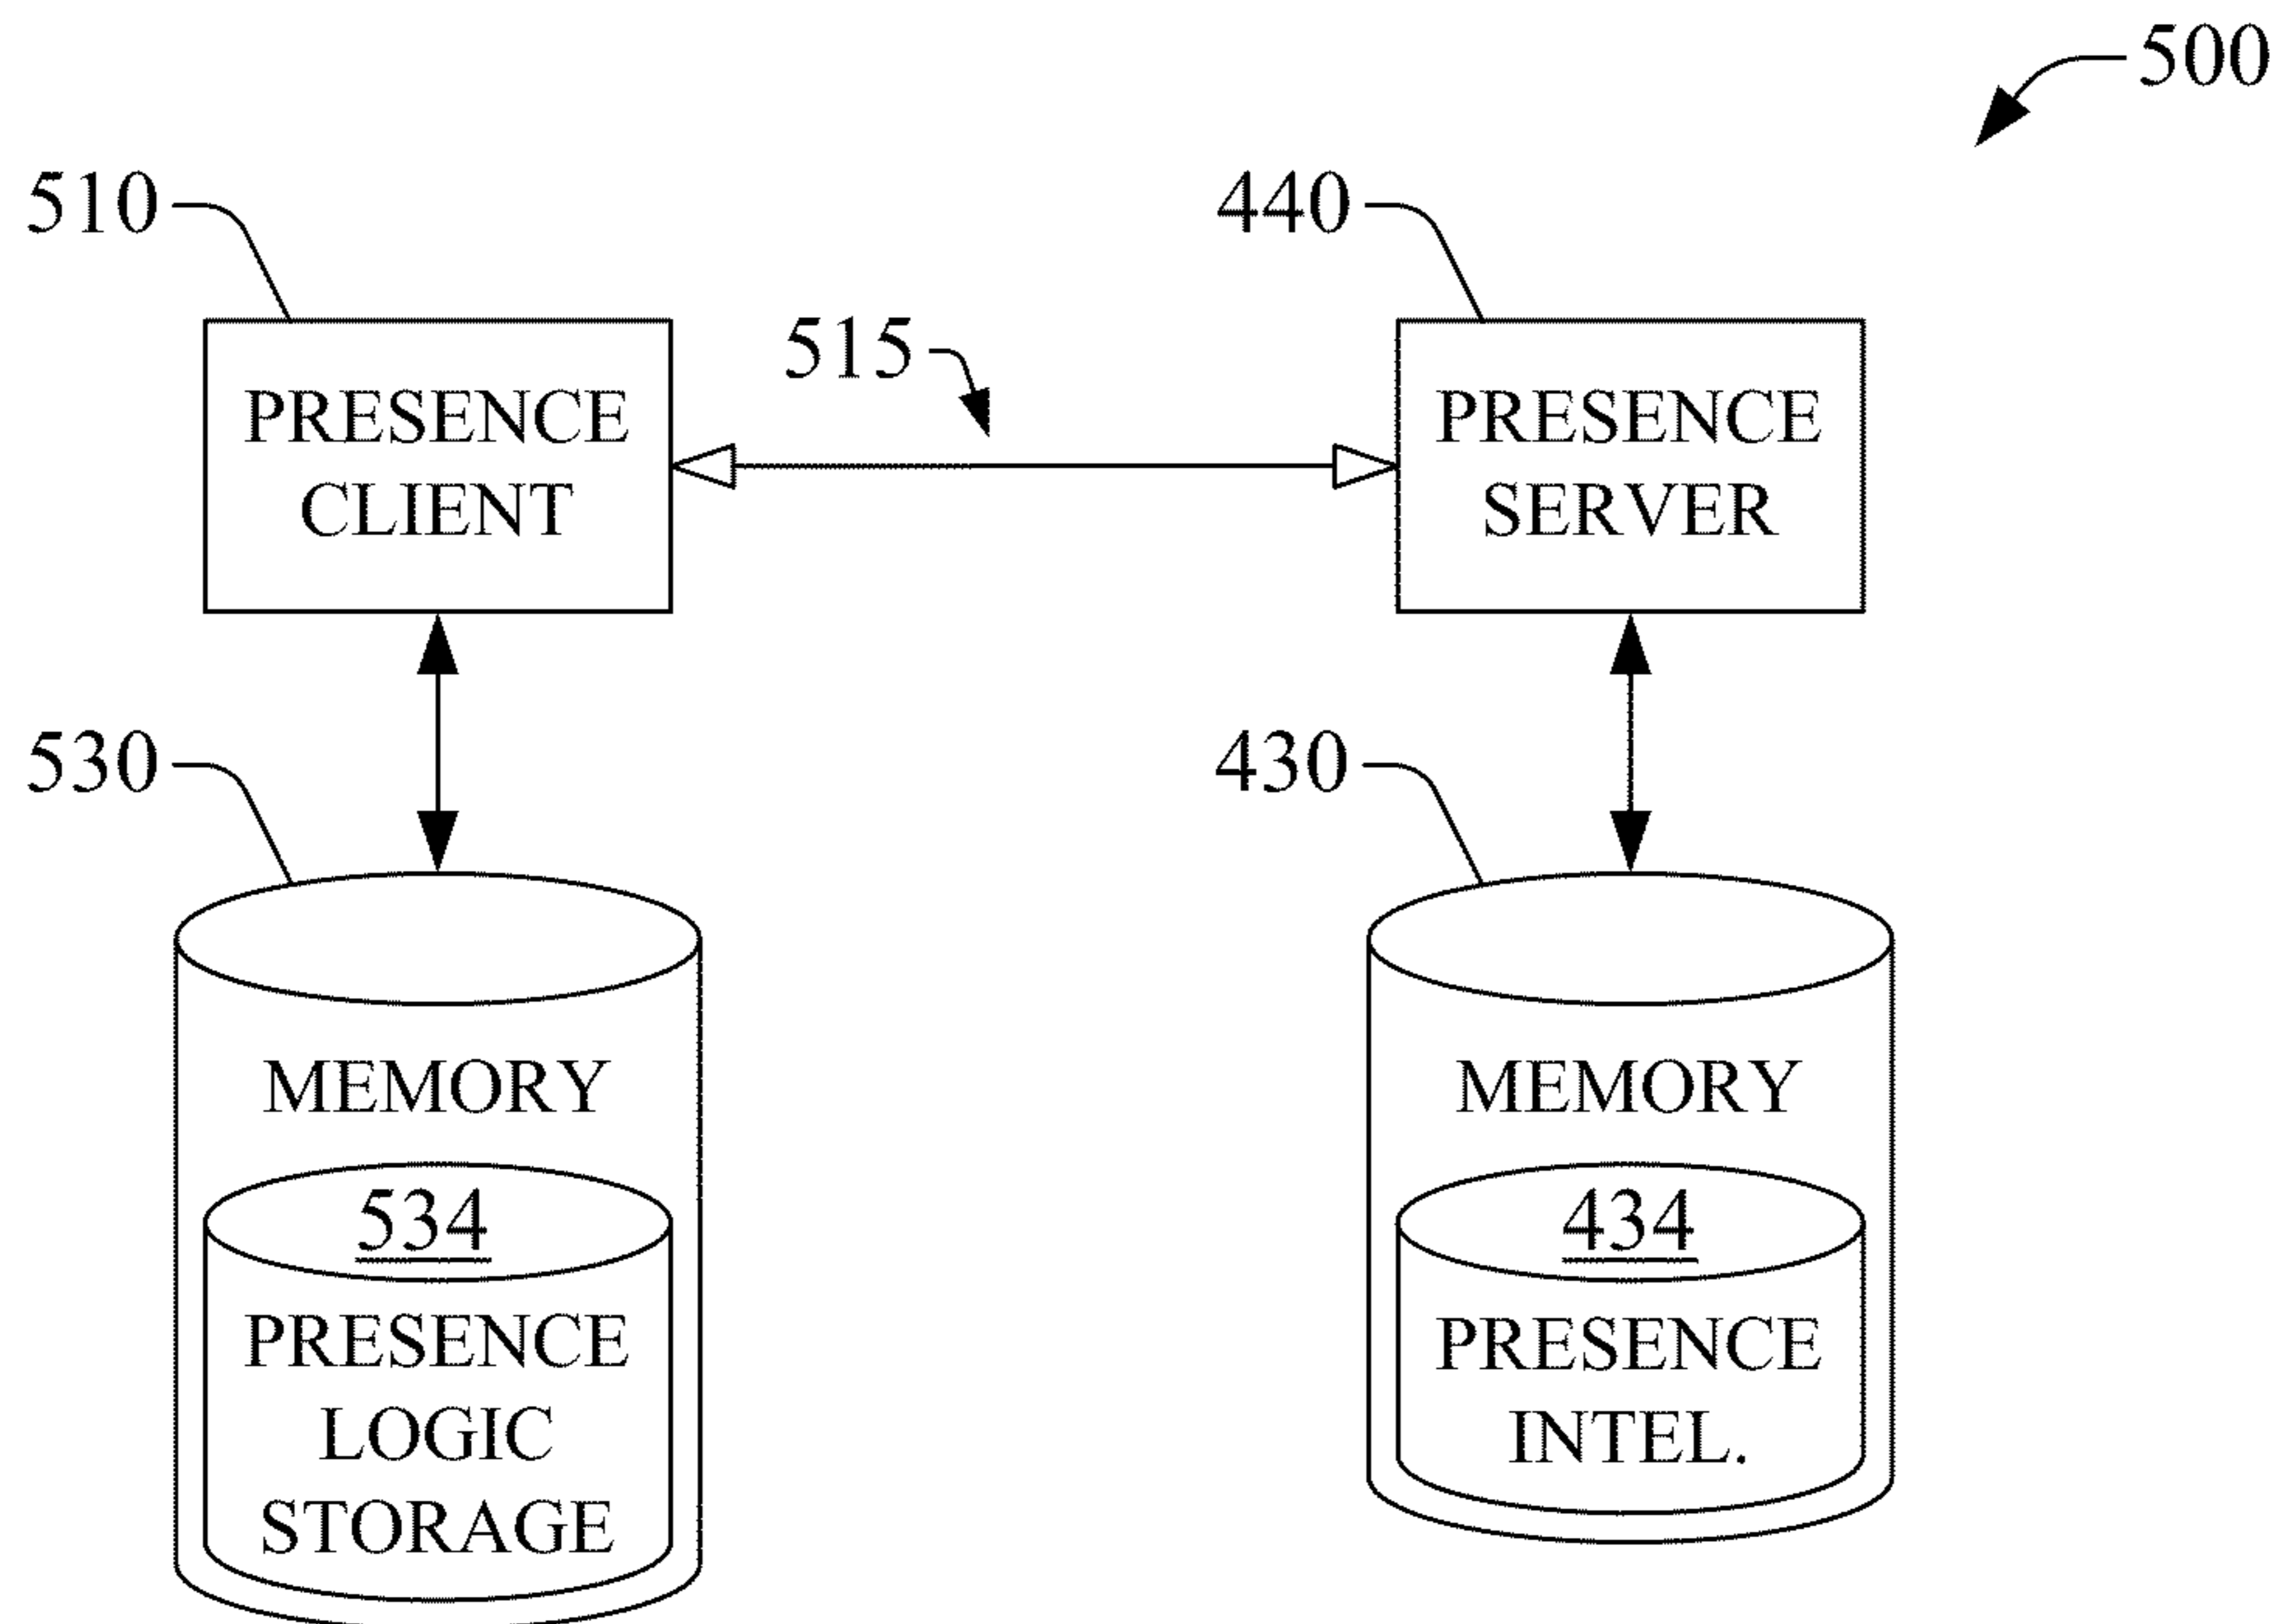 500
510
440
515
PRESENCE
CLIENT
PRESENCE
SERVER
530
430
MEMORY
534
PRESENCE
LOGIC
STORAGE
MEMORY
434
PRESENCE
INTEL.